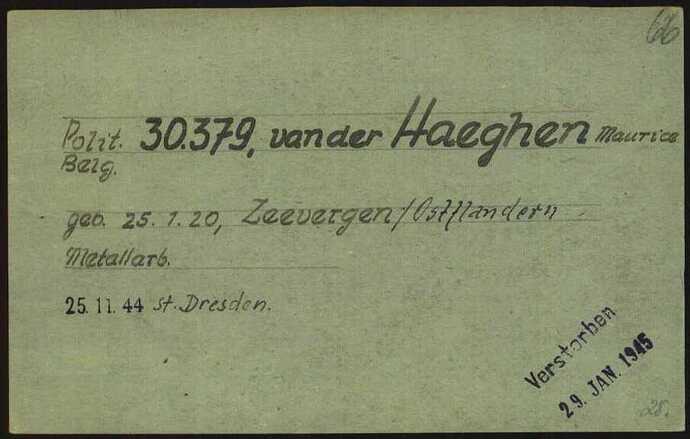 626
Polit. 30.379, vander Haeghen Maurice
Belg.
geb. 25.1.20, Zeevergen/Ostflandern
Metallarb.
25.11.44 St. Dresden.
Verstorben
29. JAN. 1945
28.